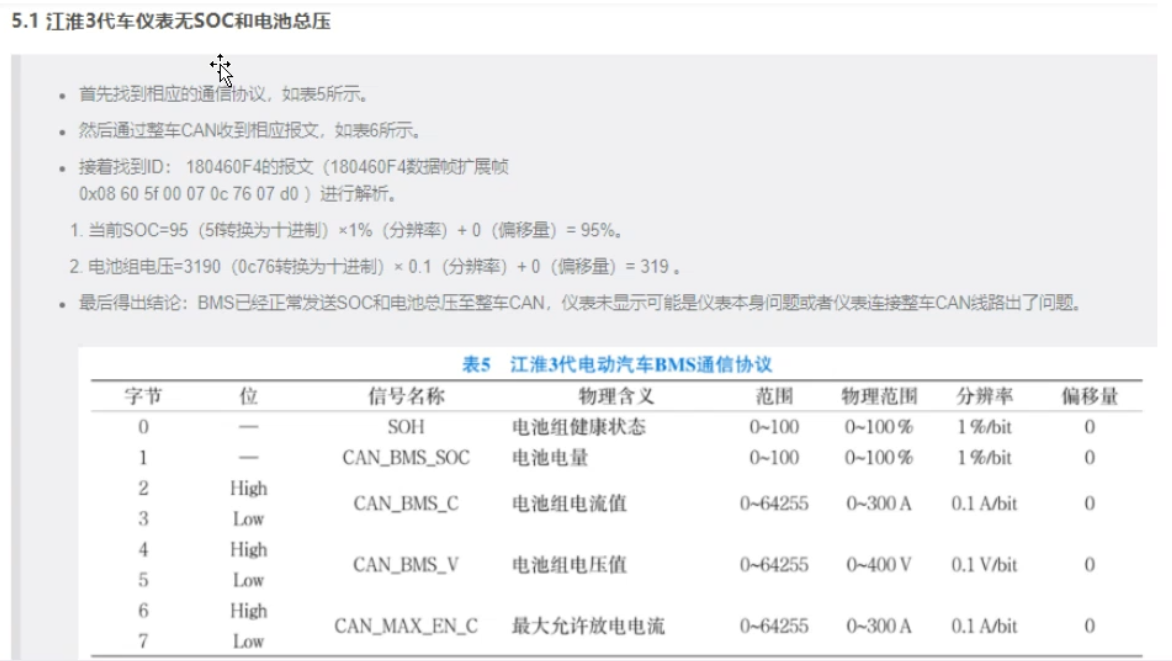 5.1 江淮3代车仪表无SOC和电池总压
• 首先找到相应的通信协议，如表5所示。
• 然后通过整车CAN收到相应报文，如表6所示。
• 接着找到ID： 180460F4的报文（180460F4数据帧扩展帧
0x08 60 5f 00 07 0c 76 07 d0 ）进行解析。
1. 当前SOC=95（5f转换为十进制）×1%（分辨率）+ 0（偏移量）= 95%。
2. 电池组电压=3190（0c76转换为十进制）× 0.1（分辨率）+ 0（偏移量）= 319 。
• 最后得出结论：BMS已经正常发送SOC和电池总压至整车CAN，仪表未显示可能是仪表本身问题或者仪表连接整车CAN线路出了问题。
表5 江淮3代电动汽车BMS通信协议
字节 位 信号名称 物理含义 范围 物理范围 分辨率 偏移量
0 — SOH 电池组健康状态 0~100 0~100% 1%/bit 0
1 — CAN_BMS_SOC 电池电量 0~100 0~100% 1%/bit 0
2 High
CAN_BMS_C 电池组电流值 0~64255 0~300 A 0.1 A/bit 0
3 Low
4 High
CAN_BMS_V 电池组电压值 0~64255 0~400 V 0.1 V/bit 0
5 Low
6 High
CAN_MAX_EN_C 最大允许放电电流 0~64255 0~300 A 0.1 A/bit 0
7 Low